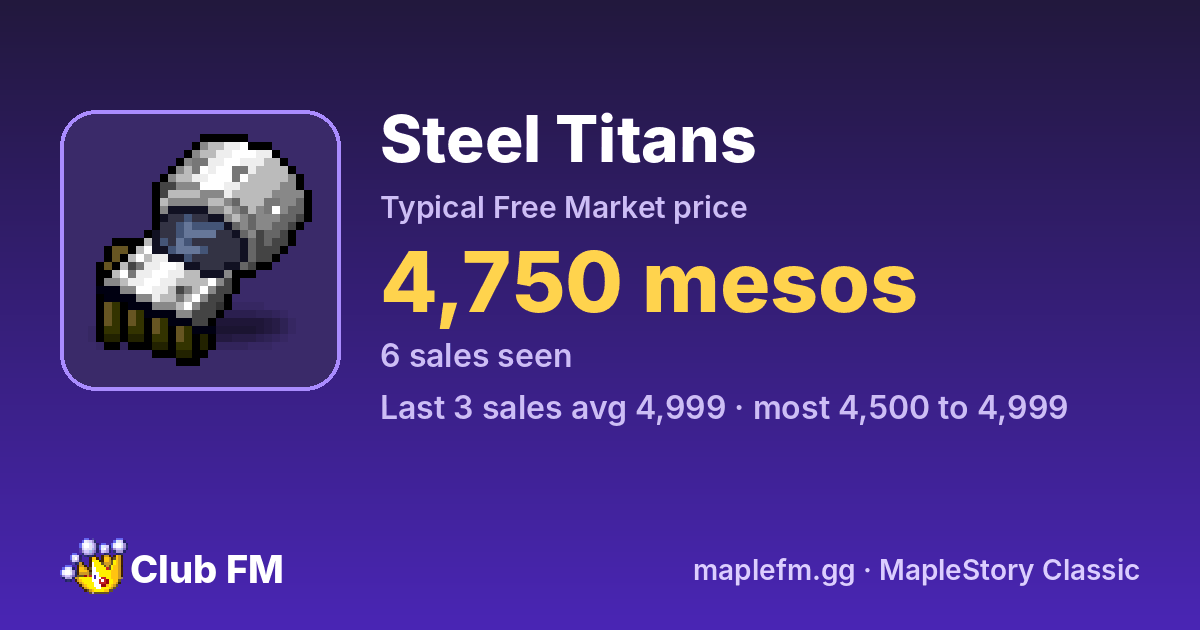 Steel Titans
Typical Free Market price
4,750 mesos
6 sales seen
Last 3 sales avg 4,999 · most 4,500 to 4,999
Club FM
maplefm.gg · MapleStory Classic